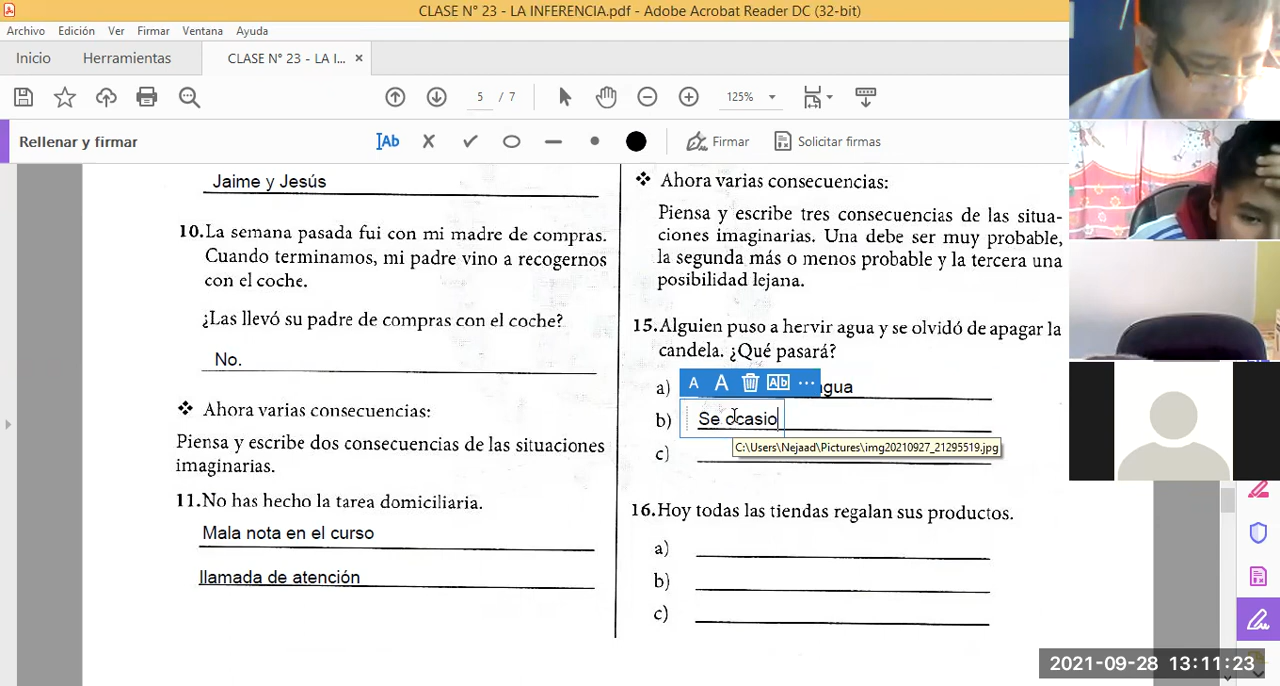 CLASE N° 23 - LA INFERENCIA.pdf - Adobe Acrobat Reader DC (32-bit)
Archivo Edición Ver Firmar Ventana Ayuda
Inicio Herramientas CLASE N° 23 - LA I... ×
5 / 7 125%
Rellenar y firmar Ab Firmar Solicitar firmas
Jaime y Jesús
10. La semana pasada fui con mi madre de compras.
Cuando terminamos, mi padre vino a recogernos
con el coche.
¿Las llevó su padre de compras con el coche?
No.
❖ Ahora varias consecuencias:
Piensa y escribe dos consecuencias de las situaciones
imaginarias.
11. No has hecho la tarea domiciliaria.
Mala nota en el curso
llamada de atención
❖ Ahora varias consecuencias:
Piensa y escribe tres consecuencias de las situa-
ciones imaginarias. Una debe ser muy probable,
la segunda más o menos probable y la tercera una
posibilidad lejana.
15. Alguien puso a hervir agua y se olvidó de apagar la
candela. ¿Qué pasará?
A A Ab ...
a) gua
b) Se ocasio
C:\Users\Nejaad\Pictures\img20210927_21295519.jpg
c)
16. Hoy todas las tiendas regalan sus productos.
a)
b)
c)
2021-09-28 13:11:23